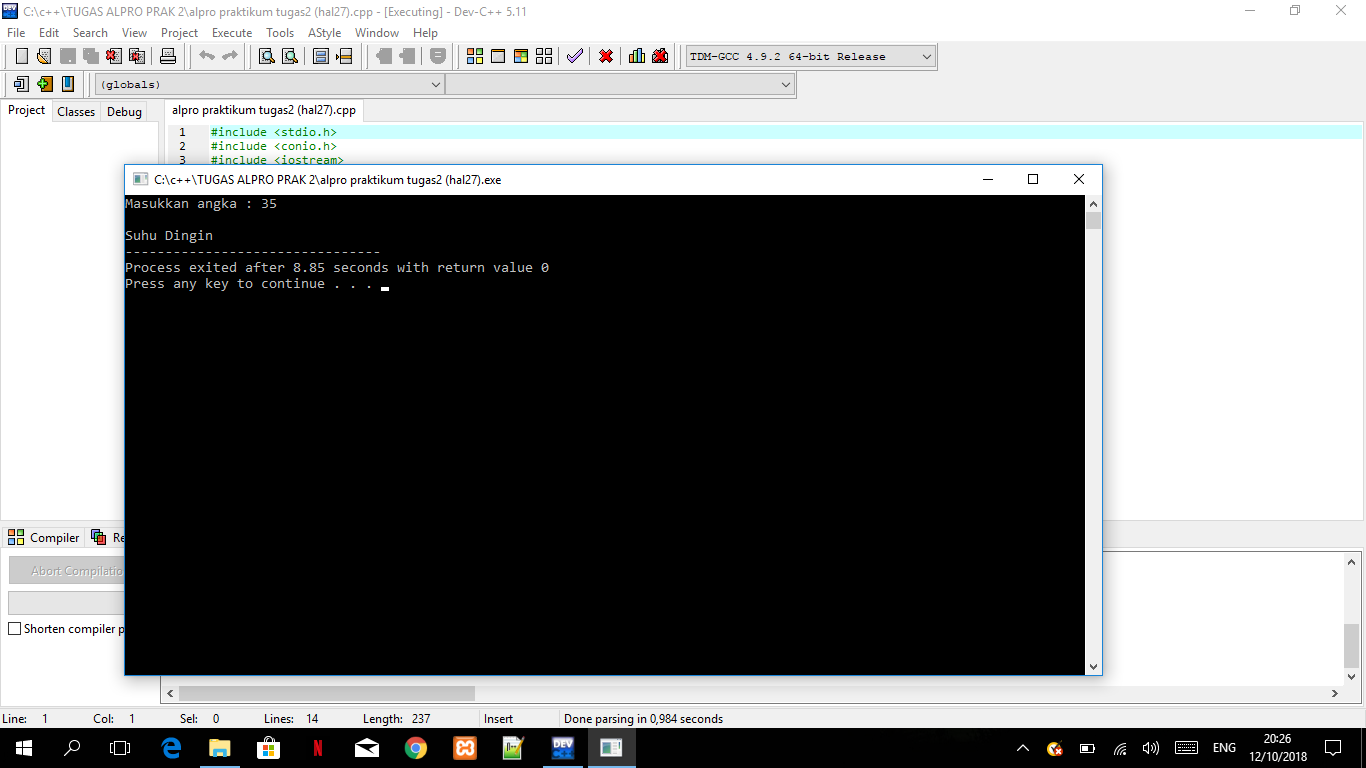 C:\c++\TUGAS ALPRO PRAK 2\alpro praktikum tugas2 (hal27).cpp - [Executing] - Dev-C++ 5.11
File Edit Search View Project Execute Tools AStyle Window Help
TDM-GCC 4.9.2 64-bit Release
(globals)
Project Classes Debug
alpro praktikum tugas2 (hal27).cpp
1 #include <stdio.h>
2 #include <conio.h>
3 #include <iostream>
C:\c++\TUGAS ALPRO PRAK 2\alpro praktikum tugas2 (hal27).exe
Masukkan angka : 35
Suhu Dingin
--------------------------------
Process exited after 8.85 seconds with return value 0
Press any key to continue . . .
Compiler Re
Abort Compilatio
Shorten compiler p
Line: 1 Col: 1 Sel: 0 Lines: 14 Length: 237 Insert Done parsing in 0,984 seconds
DEV
ENG
20:26
12/10/2018